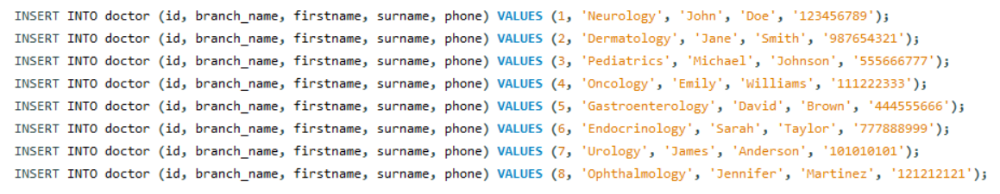 INSERT INTO doctor (id, branch_name, firstname, surname, phone) VALUES (1, 'Neurology', 'John', 'Doe', '123456789');
INSERT INTO doctor (id, branch_name, firstname, surname, phone) VALUES (2, 'Dermatology', 'Jane', 'Smith', '987654321');
INSERT INTO doctor (id, branch_name, firstname, surname, phone) VALUES (3, 'Pediatrics', 'Michael', 'Johnson', '555666777');
INSERT INTO doctor (id, branch_name, firstname, surname, phone) VALUES (4, 'Oncology', 'Emily', 'Williams', '111222333');
INSERT INTO doctor (id, branch_name, firstname, surname, phone) VALUES (5, 'Gastroenterology', 'David', 'Brown', '444555666');
INSERT INTO doctor (id, branch_name, firstname, surname, phone) VALUES (6, 'Endocrinology', 'Sarah', 'Taylor', '777888999');
INSERT INTO doctor (id, branch_name, firstname, surname, phone) VALUES (7, 'Urology', 'James', 'Anderson', '101010101');
INSERT INTO doctor (id, branch_name, firstname, surname, phone) VALUES (8, 'Ophthalmology', 'Jennifer', 'Martinez', '121212121');